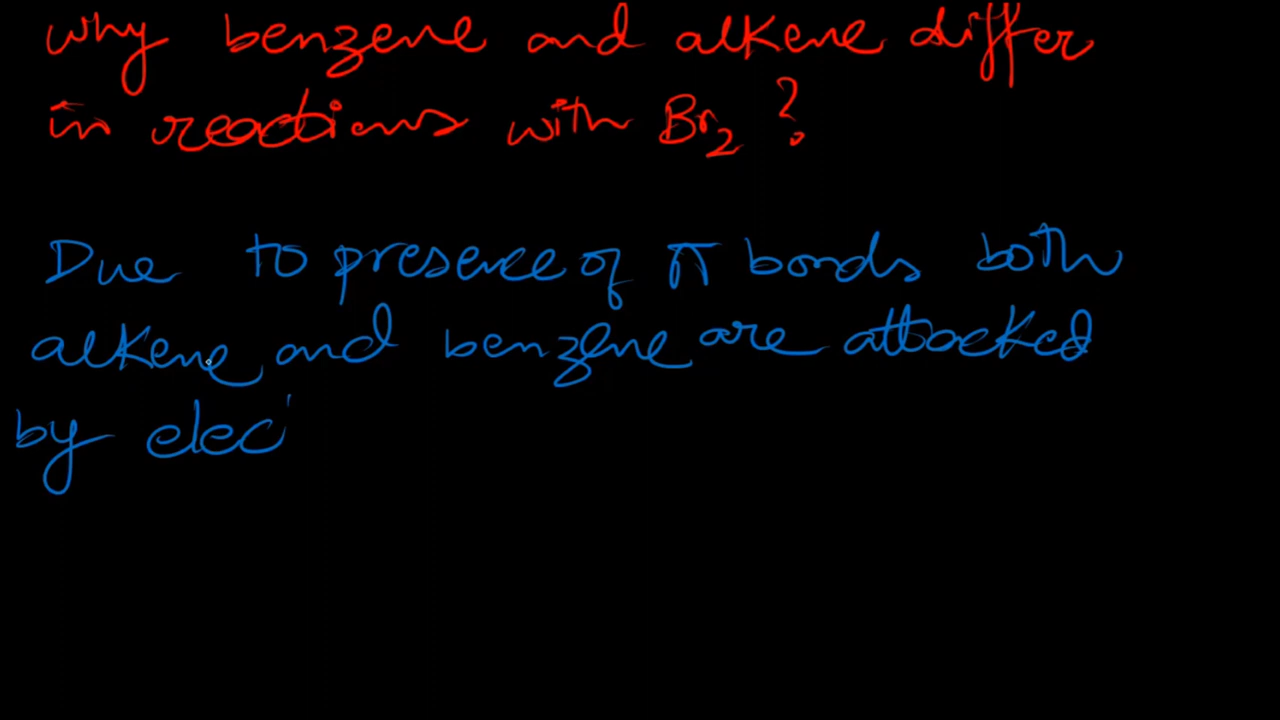 why benzene and alkene differ
in reactions with Br₂ ?
Due to presence of π bonds both
alkene and benzene are attacked
by elec